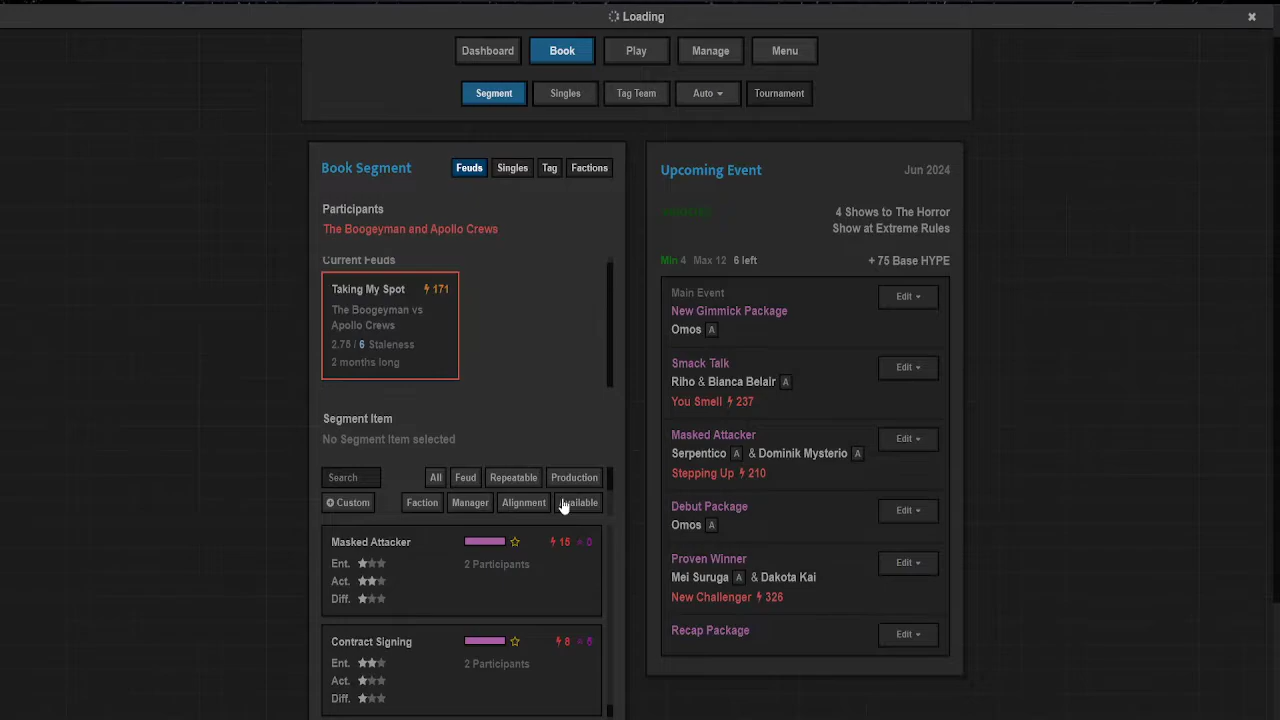 Loading
Dashboard Book Play Manage Menu
Segment Singles Tag Team Auto Tournament
Book Segment Feuds Singles Tag Factions
Participants
The Boogeyman and Apollo Crews
Current Feuds
Taking My Spot 171
The Boogeyman vs
Apollo Crews
2.75 / 6 Staleness
2 months long
Segment Item
No Segment Item selected
Search All Feud Repeatable Production
Custom Faction Manager Alignment Available
Masked Attacker 15 0
Ent. 2 Participants
Act.
Diff.
Contract Signing 8
Ent. 2 Participants
Act.
Diff.
Upcoming Event Jun 2024
4 Shows to The Horror
Show at Extreme Rules
Min 4 Max 12 6 left + 75 Base HYPE
Main Event Edit
New Gimmick Package
Omos A
Smack Talk Edit
Riho & Bianca Belair A
You Smell 237
Masked Attacker Edit
Serpentico A & Dominik Mysterio A
Stepping Up 210
Debut Package Edit
Omos A
Proven Winner Edit
Mei Suruga A & Dakota Kai
New Challenger 326
Recap Package Edit